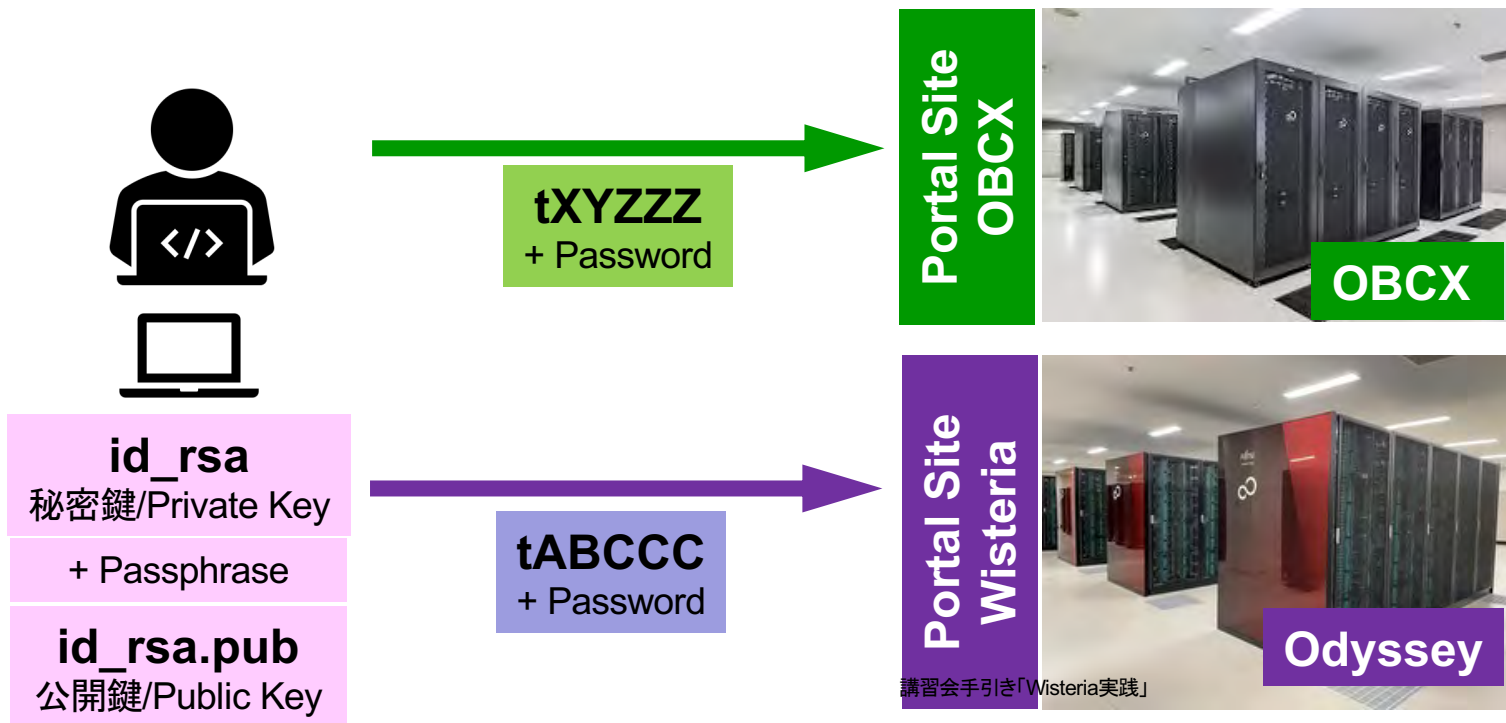 </>
tXYZZZ
+ Password
Portal Site
OBCX
OBCX
id_rsa
秘密鍵/Private Key
+ Passphrase
id_rsa.pub
公開鍵/Public Key
tABCCC
+ Password
Portal Site
Wisteria
Odyssey
講習会手引き「Wisteria実践」